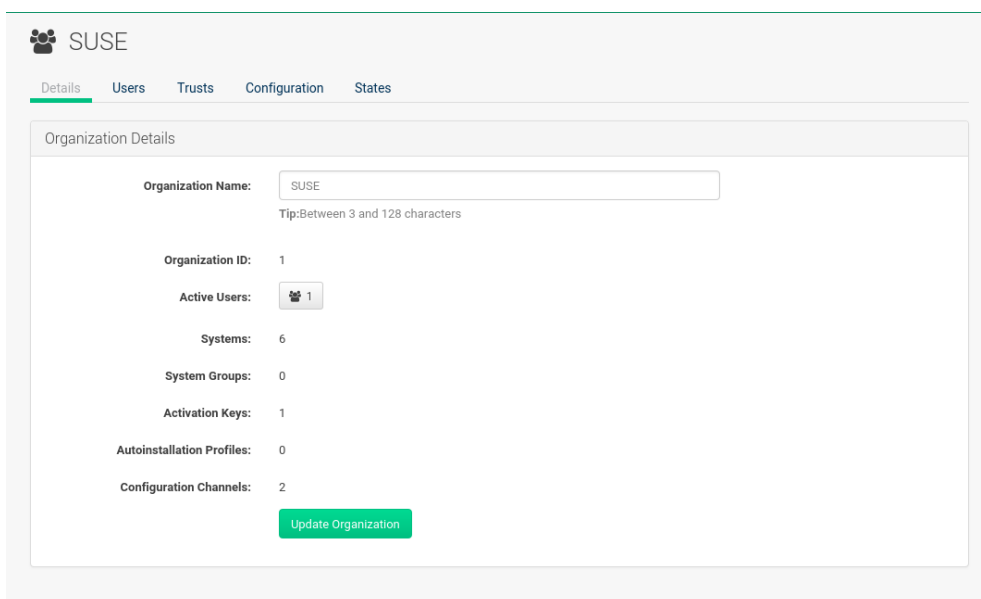 SUSE
Details Users Trusts Configuration States
Organization Details
Organization Name: SUSE
Tip:Between 3 and 128 characters
Organization ID: 1
Active Users: 1
Systems: 6
System Groups: 0
Activation Keys: 1
Autoinstallation Profiles: 0
Configuration Channels: 2
Update Organization